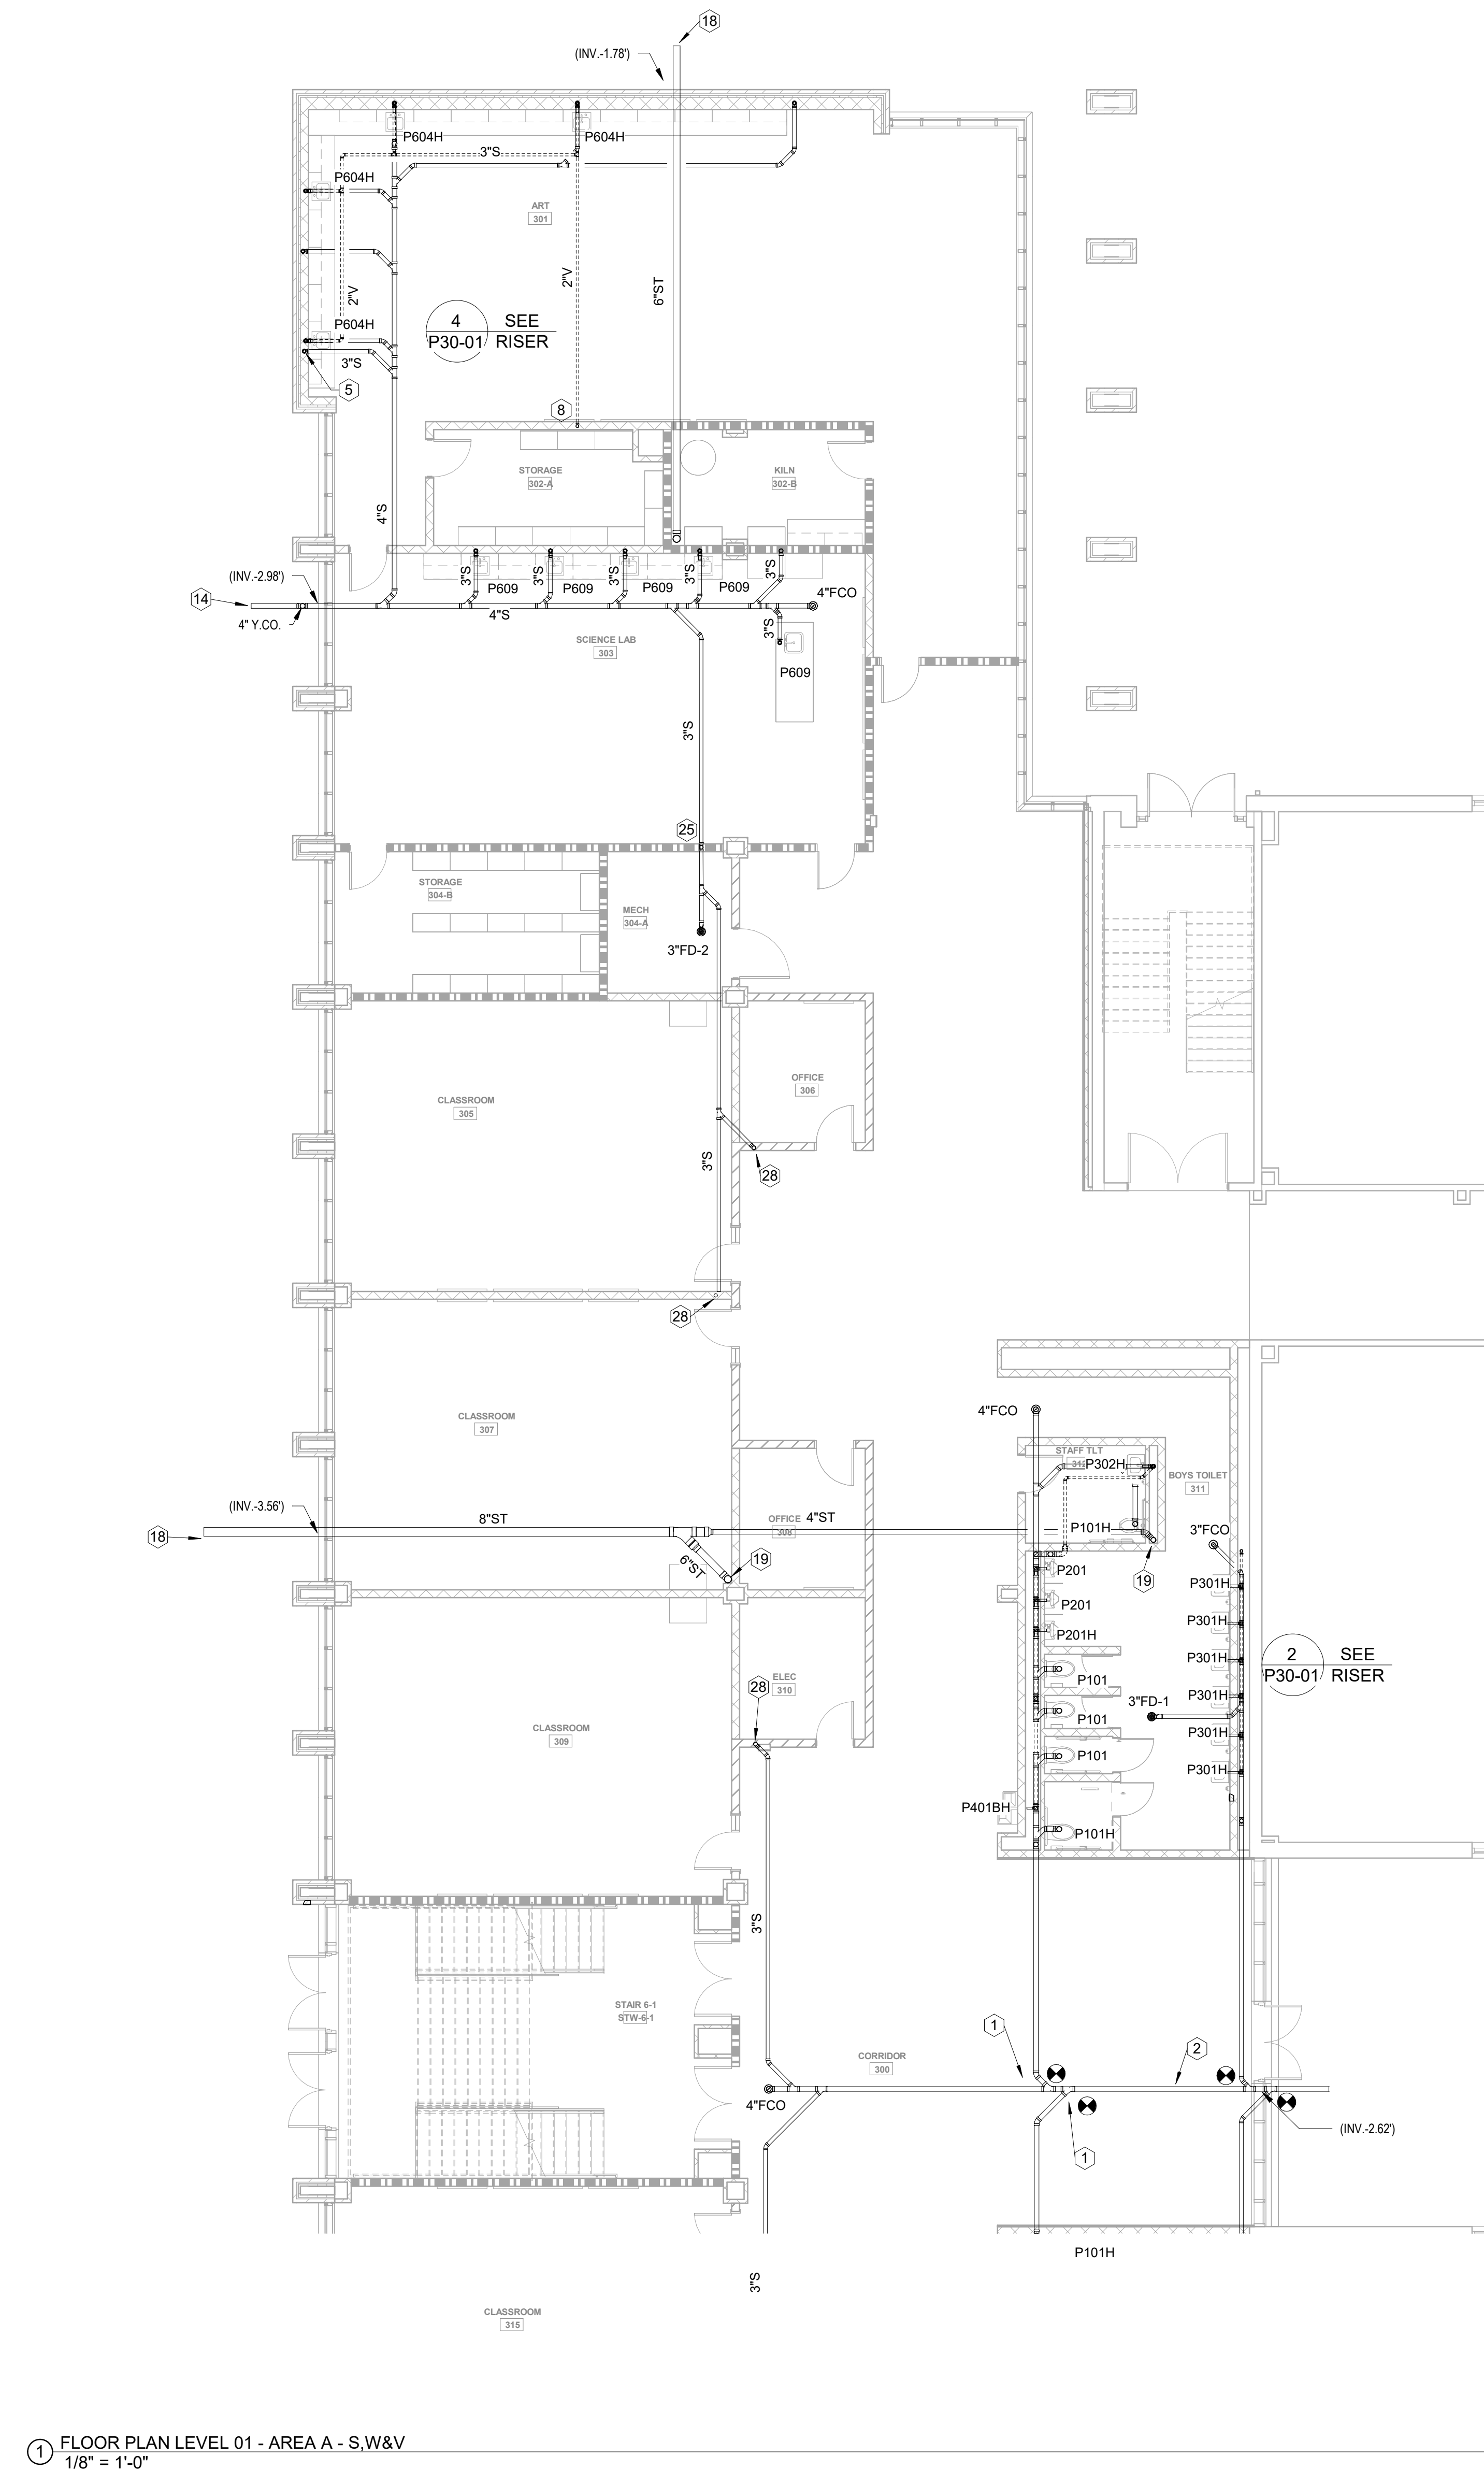 18
(INV.-1.78')
P604H
P604H
3"S
P604H
ART
301
2"V
2"V
6"ST
P604H
4
P30-01
SEE
RISER
3"S
5
8
STORAGE
302-A
KILN
302-B
4"S
(INV.-2.98')
14
4" Y.CO.
3"S
3"S
3"S
3"S
3"S
P609
P609
P609
P609
4"FCO
4"S
3"S
SCIENCE LAB
303
P609
3"S
25
STORAGE
304-B
MECH
304-A
3"FD-2
OFFICE
306
CLASSROOM
305
3"S
28
28
4"FCO
CLASSROOM
307
STAFF TLT
P302H
BOYS TOILET
311
(INV.-3.56')
18
8"ST
OFFICE
308
4"ST
P101H
3"FCO
6"ST
19
19
P201
P301H
P201
P301H
P201H
2
P30-01
SEE
RISER
P301H
ELEC
310
28
P101
P301H
3"FD-1
P101
CLASSROOM
309
P301H
P101
P301H
P401BH
P101H
3"S
STAIR 6-1
STW-6-1
1
2
CORRIDOR
300
4"FCO
(INV.-2.62')
1
P101H
3"S
CLASSROOM
315
1
FLOOR PLAN LEVEL 01 - AREA A - S,W&V
1/8" = 1'-0"